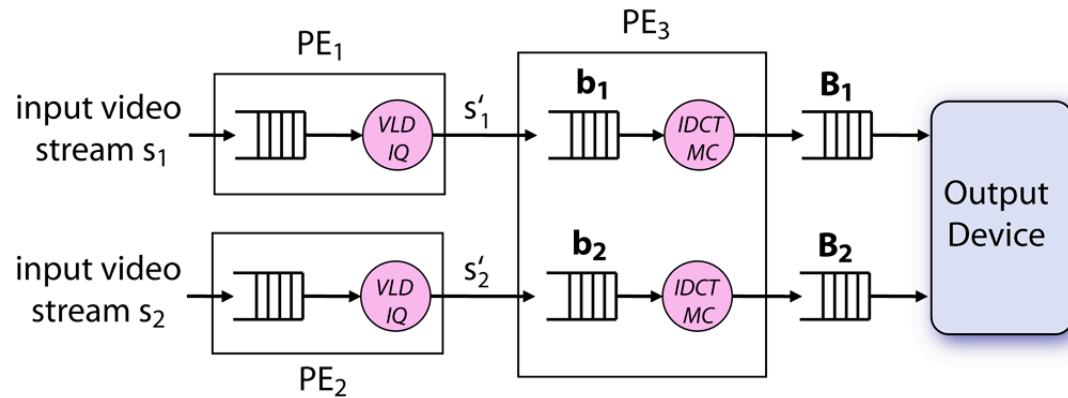 PE₁
PE₃
input video
stream s₁
VLD
IQ
s'₁
b₁
IDCT
MC
B₁
Output
Device
input video
stream s₂
VLD
IQ
s'₂
b₂
IDCT
MC
B₂
PE₂